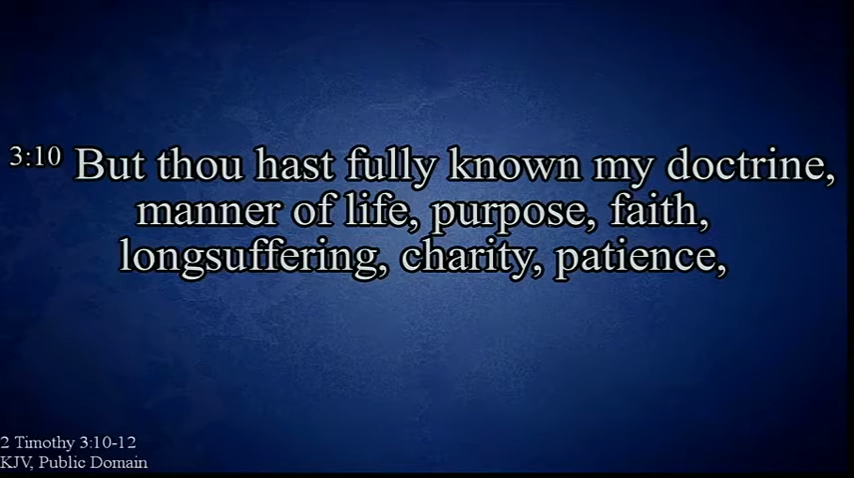 3:10 But thou hast fully known my doctrine,
manner of life, purpose, faith,
longsuffering, charity, patience,
2 Timothy 3:10-12
KJV, Public Domain